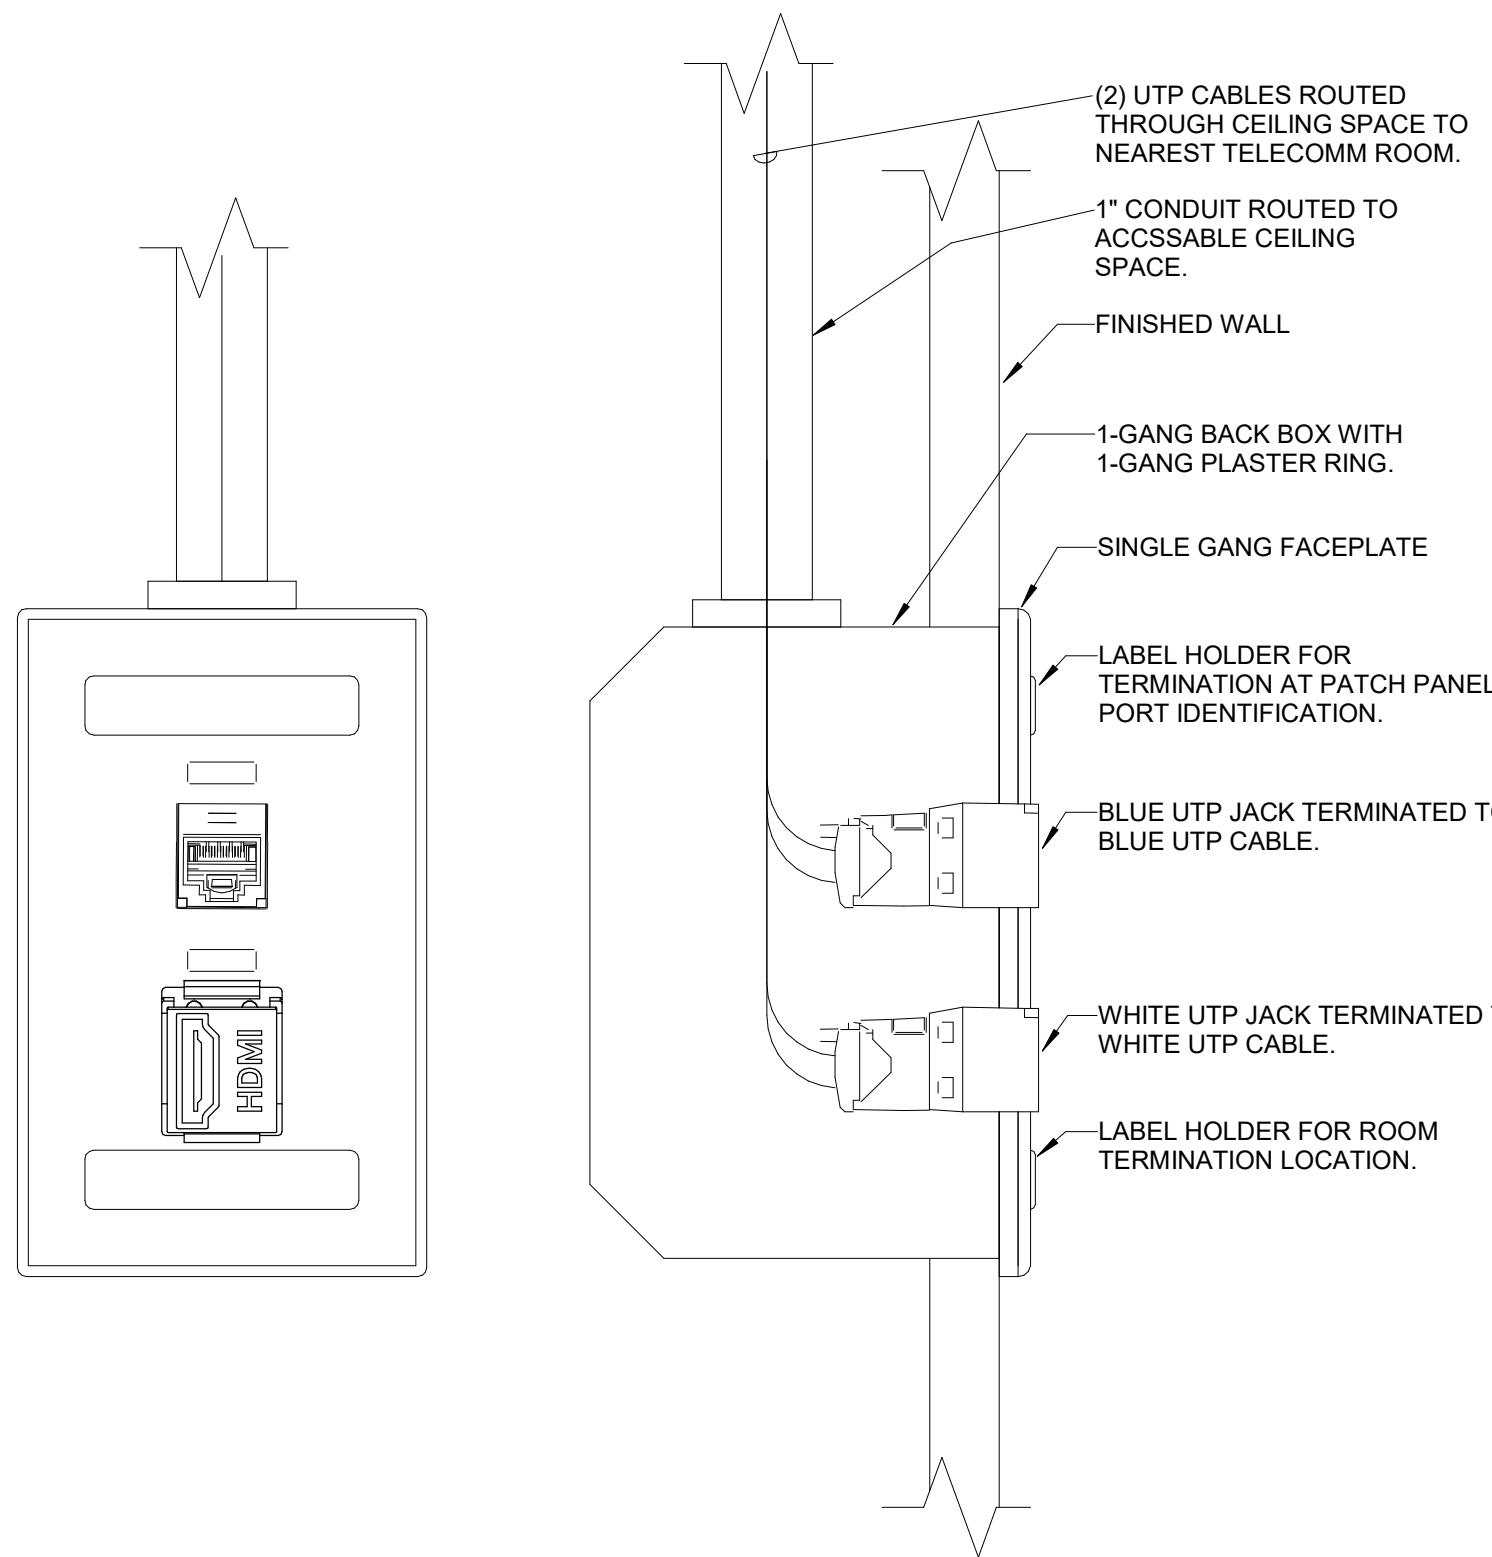 (2) UTP CABLES ROUTED
THROUGH CEILING SPACE TO
NEAREST TELECOMM ROOM.
1" CONDUIT ROUTED TO
ACCSSABLE CEILING
SPACE.
FINISHED WALL
1-GANG BACK BOX WITH
1-GANG PLASTER RING.
SINGLE GANG FACEPLATE
LABEL HOLDER FOR
TERMINATION AT PATCH PANEL
PORT IDENTIFICATION.
BLUE UTP JACK TERMINATED TO
BLUE UTP CABLE.
WHITE UTP JACK TERMINATED
WHITE UTP CABLE.
LABEL HOLDER FOR ROOM
TERMINATION LOCATION.
HDMI